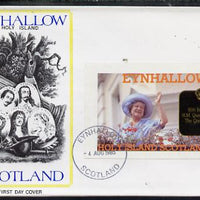 EYNHALLOW
HOLY ISLAND
SCOTLAND
FIRST DAY COVER
EYNHALLOW
HOLY ISLAND SCOTLAND
EYNHALLOW
- 4 AUG 1985
SCOTLAND